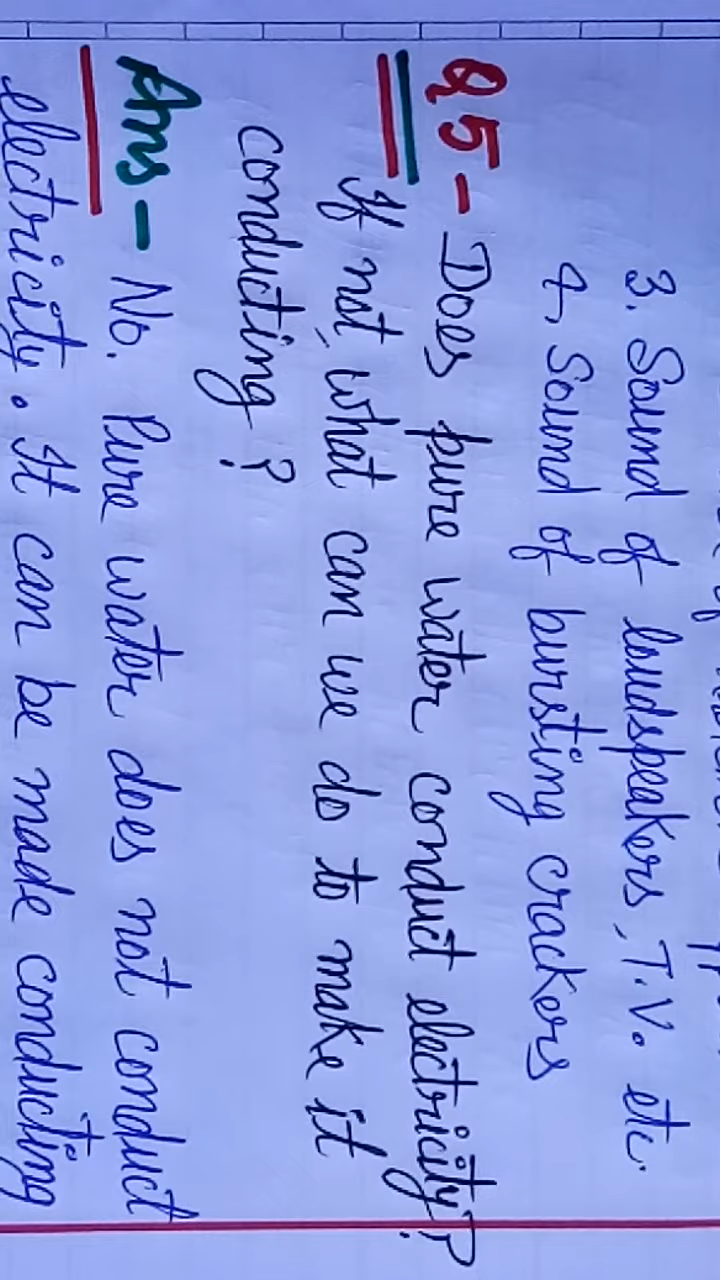 3. Sound of loudspeakers, T.V. etc.
4, Sound of bursting crackers
Q5- Does pure water conduct electricity?
If not, what can we do to make it
conducting?
Ans- No. Pure water does not conduct
electricity. It can be made conducting